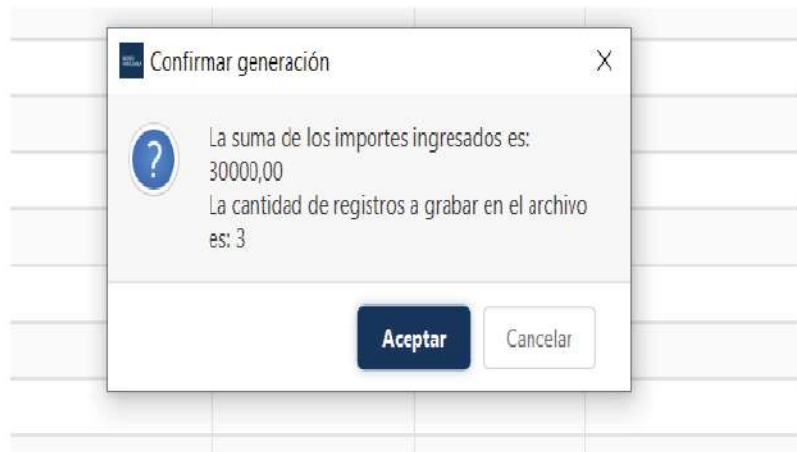 Confirmar generación
X
La suma de los importes ingresados es:
30000,00
La cantidad de registros a grabar en el archivo
es: 3
Aceptar
Cancelar